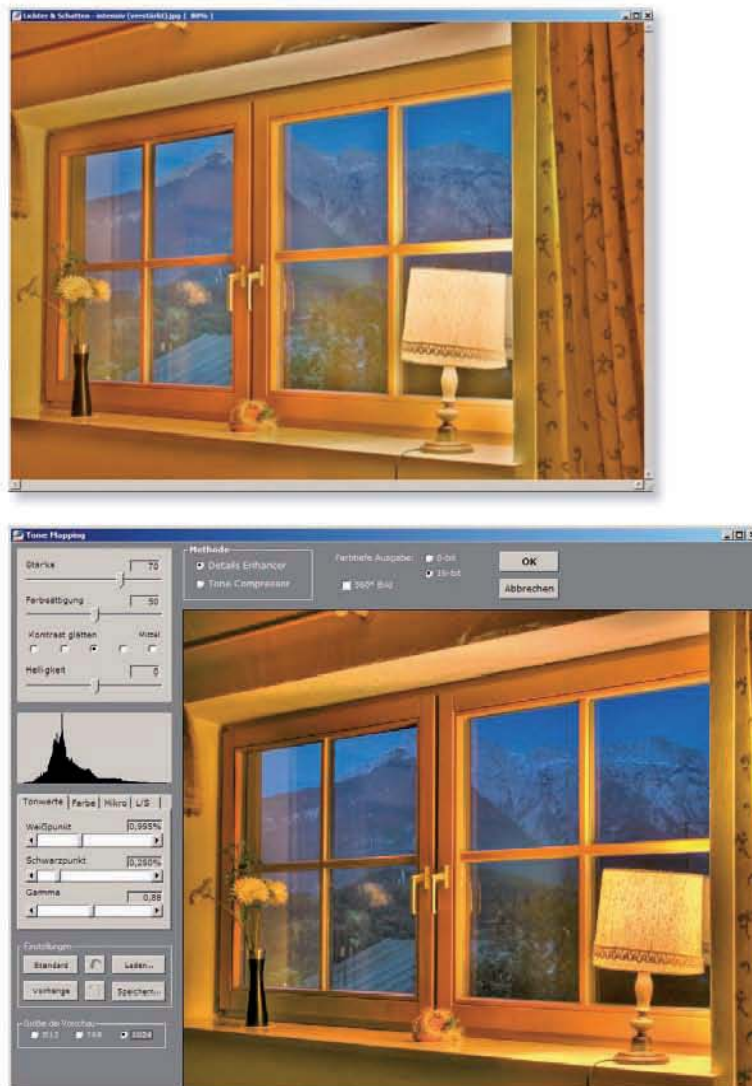 Lichter & Schatten - intensiv (verstärkt).jpg [ 80% ]
Tone Mapping
Stärke 70
Farbsättigung 50
Kontrast glätten Mittel
Helligkeit 0
Methode
Details Enhancer
Tone Compressor
Farbtiefe Ausgabe: 8-bit
16-bit
360° Bild
OK
Abbrechen
Tonwerte Farbe Mikro L/S
Weißpunkt 0,995%
Schwarzpunkt 0,280%
Gamma 0,88
Einstellungen
Standard Laden...
Vorherige Speichern...
Größe der Vorschau
512 768 1024